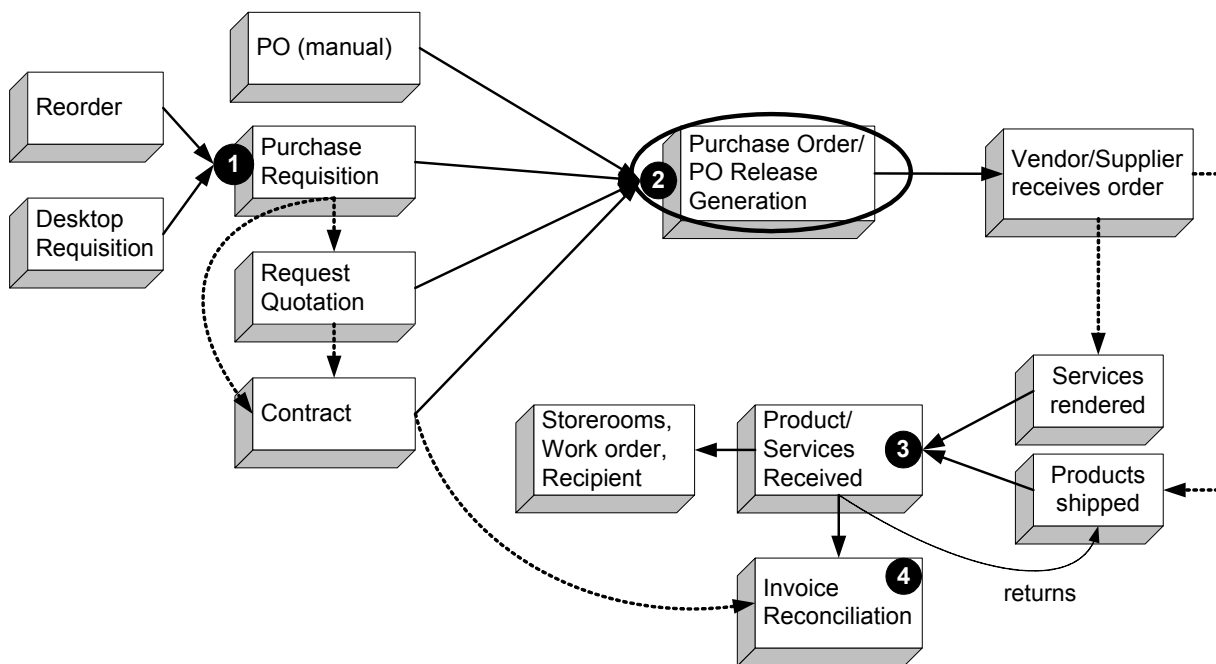 PO (manual)
Reorder
1
Purchase
Requisition
Desktop
Requisition
Request
Quotation
Contract
2
Purchase Order/
PO Release
Generation
Vendor/Supplier
receives order
Services
rendered
Products
shipped
Product/
Services
Received
3
Storerooms,
Work order,
Recipient
returns
Invoice
Reconciliation
4